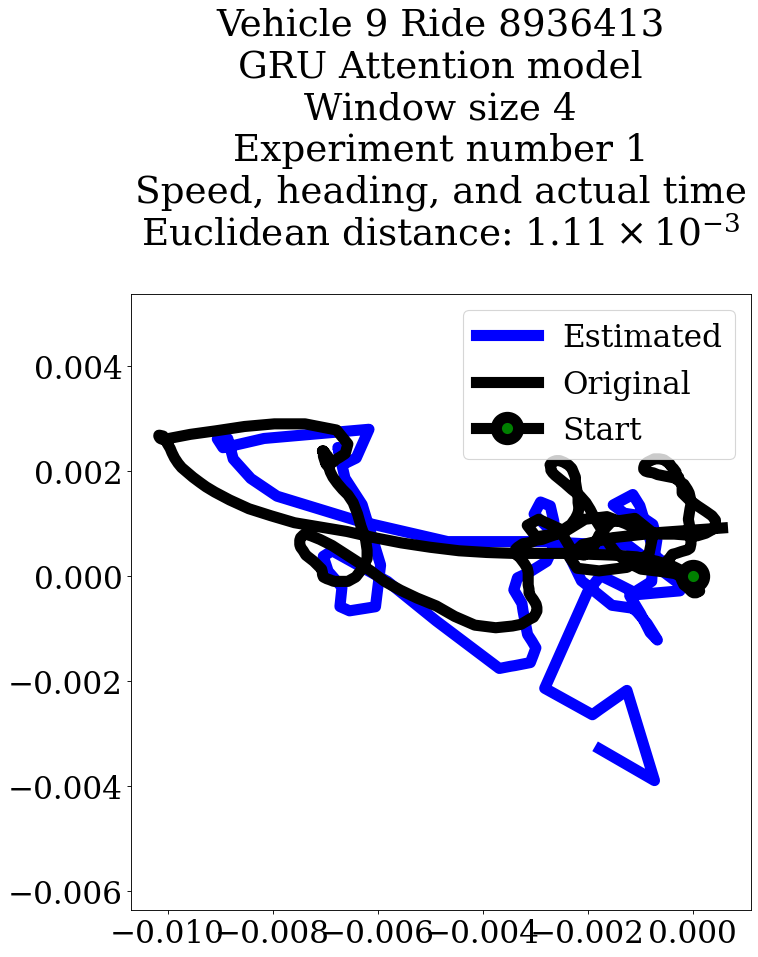 Vehicle 9 Ride 8936413
GRU Attention model
Window size 4
Experiment number 1
Speed, heading, and actual time
Euclidean distance: 1.11 × 10⁻³
Estimated
Original
Start
0.004
0.002
0.000
−0.002
−0.004
−0.006
−0.010 −0.008 −0.006 −0.004 −0.002 0.000